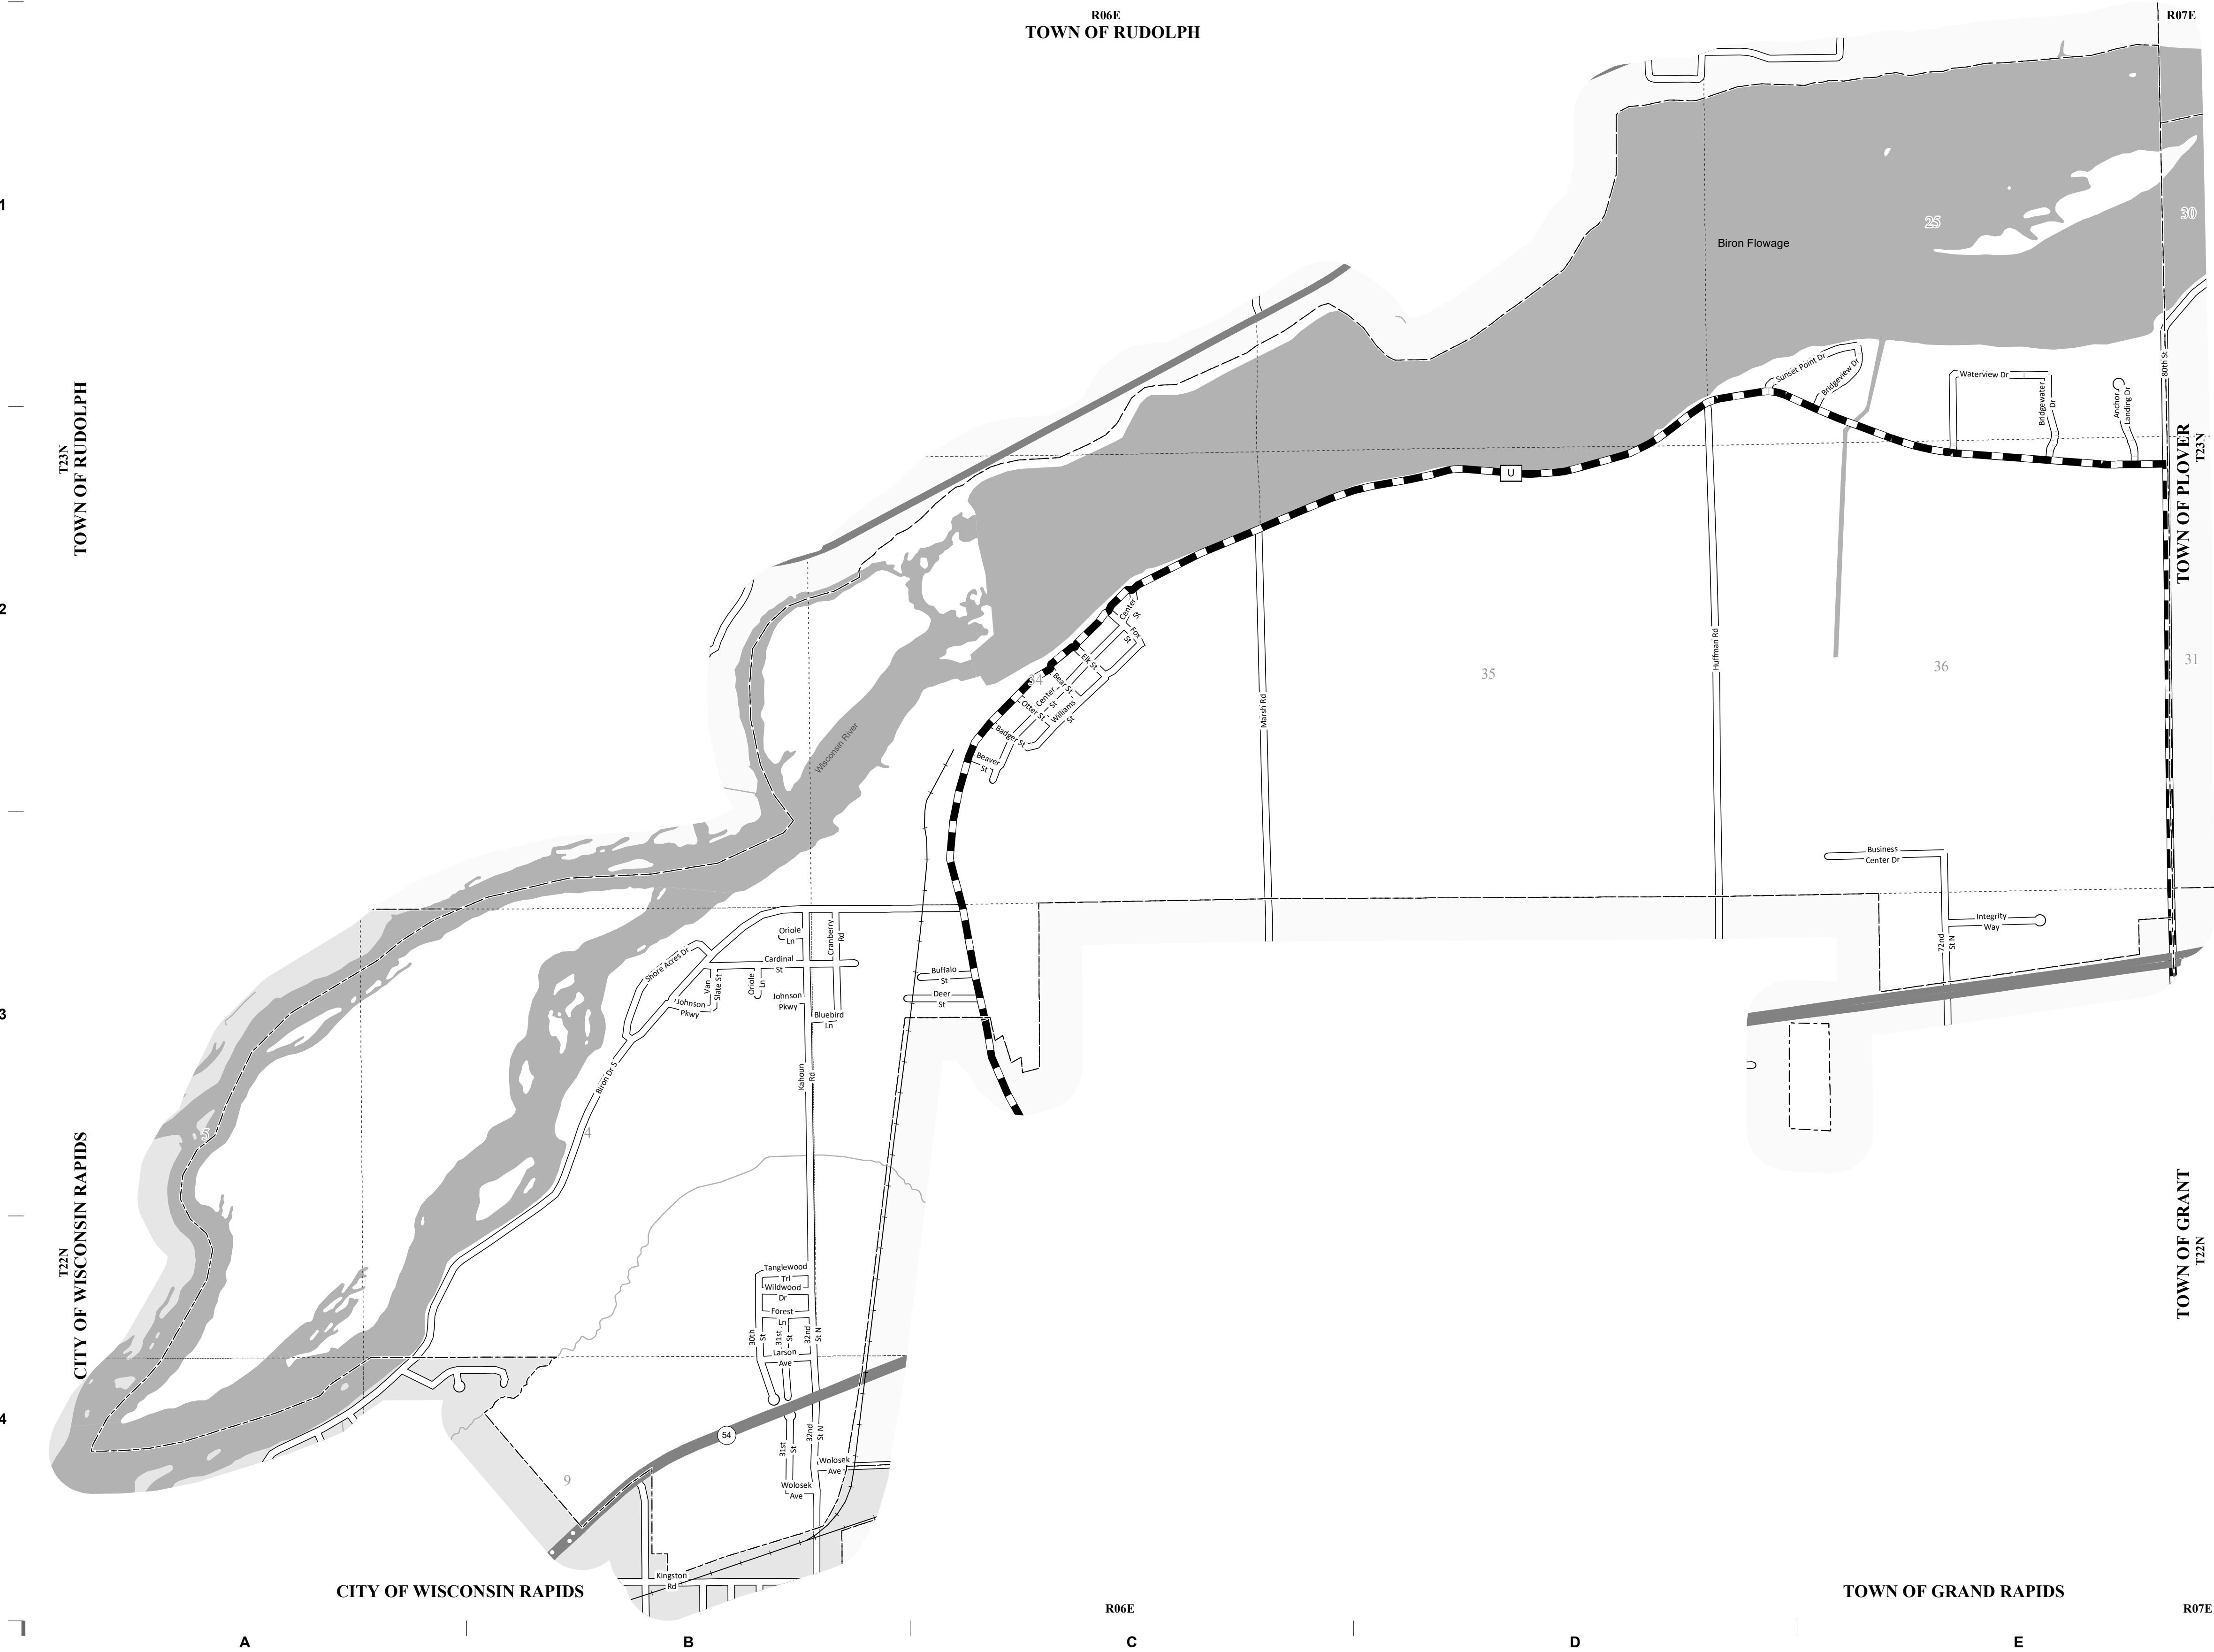 R06E
R07E
TOWN OF RUDOLPH
1
25
30
Biron Flowage
80th St
Sunset Point Dr
Bridgeview Dr
Waterview Dr
Bridgewater
Dr
Anchor
Landing Dr
T23N
TOWN OF RUDOLPH
TOWN OF PLOVER
T23N
U
2
Center
St
Fox
St
Elk St
34
Bear St
Center
St
Otter St
Williams
St
Badger St
Beaver
St
Wisconsin River
Marsh Rd
35
Huffman Rd
36
31
Business
Center Dr
Integrity
Way
72nd
St N
Oriole
Ln
Cranberry
Rd
Shore Acres Dr
Cardinal
St
Van
Slate St
Oriole
Ln
Johnson
Pkwy
Johnson
Pkwy
Bluebird
Ln
Buffalo
St
Deer
St
3
Biron Dr S
Kahoun
Rd
5
4
T22N
CITY OF WISCONSIN RAPIDS
TOWN OF GRANT
T22N
Tanglewood
Trl
Wildwood
Dr
Forest
Ln
30th
St
31st
St
32nd
St N
Larson
Ave
4
54
31st
St
32nd
St N
Wolosek
Ave
Wolosek
Ave
9
Kingston
Rd
CITY OF WISCONSIN RAPIDS
TOWN OF GRAND RAPIDS
R06E
R07E
A
B
C
D
E